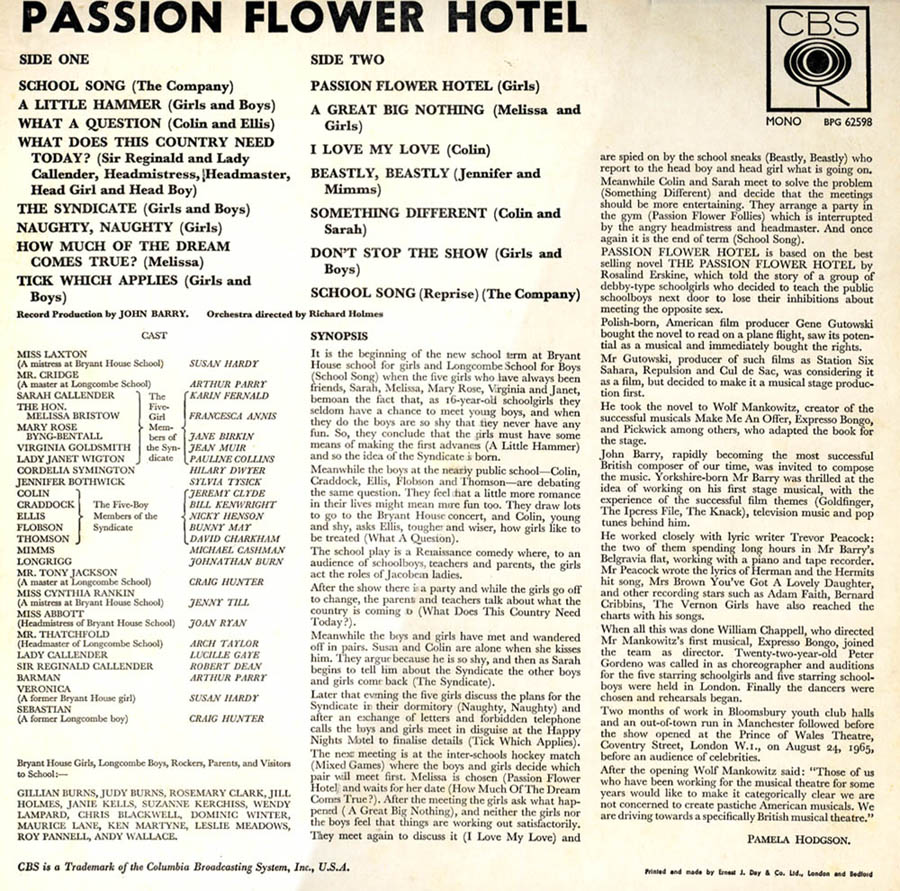 PASSION FLOWER HOTEL
CBS
MONO BPG 62598
SIDE ONE
SCHOOL SONG (The Company)
A LITTLE HAMMER (Girls and Boys)
WHAT A QUESTION (Colin and Ellis)
WHAT DOES THIS COUNTRY NEED
TODAY? (Sir Reginald and Lady
Callender, Headmistress, Headmaster,
Head Girl and Head Boy)
THE SYNDICATE (Girls and Boys)
NAUGHTY, NAUGHTY (Girls)
HOW MUCH OF THE DREAM
COMES TRUE? (Melissa)
TICK WHICH APPLIES (Girls and
Boys)
SIDE TWO
PASSION FLOWER HOTEL (Girls)
A GREAT BIG NOTHING (Melissa and
Girls)
I LOVE MY LOVE (Colin)
BEASTLY, BEASTLY (Jennifer and
Mimms)
SOMETHING DIFFERENT (Colin and
Sarah)
DON'T STOP THE SHOW (Girls and
Boys)
SCHOOL SONG (Reprise) (The Company)
Record Production by JOHN BARRY. Orchestra directed by Richard Holmes
CAST
MISS LAXTON
(A mistress at Bryant House School) SUSAN HARDY
MR. CRIDGE
(A master at Longcombe School) ARTHUR PARRY
SARAH CALLENDER KARIN FERNALD
THE HON.
MELISSA BRISTOW FRANCESCA ANNIS
MARY ROSE
BYNG-BENTALL JANE BIRKIN
VIRGINIA GOLDSMITH JEAN MUIR
LADY JANET WIGTON PAULINE COLLINS
The
Five-
Girl
Mem-
bers of
the Syn-
dicate
CORDELIA SYMINGTON HILARY DWYER
JENNIFER BOTHWICK SYLVIA TYSICK
COLIN JEREMY CLYDE
CRADDOCK BILL KENWRIGHT
ELLIS NICKY HENSON
FLOBSON BUNNY MAY
THOMSON DAVID CHARKHAM
The Five-Boy
Members of the
Syndicate
MIMMS MICHAEL CASHMAN
LONGRIGG JOHNATHAN BURN
MR. TONY JACKSON
(A master at Longcombe School) CRAIG HUNTER
MISS CYNTHIA RANKIN
(A mistress at Bryant House School) JENNY TILL
MISS ABBOTT
(Headmistress of Bryant House School) JOAN RYAN
MR. THATCHFOLD
(Headmaster of Longcombe School) ARCH TAYLOR
LADY CALLENDER LUCILLE GAYE
SIR REGINALD CALLENDER ROBERT DEAN
BARMAN ARTHUR PARRY
VERONICA
(A former Bryant House girl) SUSAN HARDY
SEBASTIAN
(A former Longcombe boy) CRAIG HUNTER
Bryant House Girls, Longcombe Boys, Rockers, Parents, and Visitors
to School:—
GILLIAN BURNS, JUDY BURNS, ROSEMARY CLARK, JILL
HOLMES, JANIE KELLS, SUZANNE KERCHISS, WENDY
LAMPARD, CHRIS BLACKWELL, DOMINIC WINTER,
MAURICE LANE, KEN MARTYNE, LESLIE MEADOWS,
ROY PANNELL, ANDY WALLACE.
CBS is a Trademark of the Columbia Broadcasting System, Inc., U.S.A.
SYNOPSIS
It is the beginning of the new school term at Bryant
House school for girls and Longcombe School for Boys
(School Song) when the five girls who have always been
friends, Sarah, Melissa, Mary Rose, Virginia and Janet,
bemoan the fact that, as 16-year-old schoolgirls they
seldom have a chance to meet young boys, and when
they do the boys are so shy that they never have any
fun. So, they conclude that the girls must have some
means of making the first advances (A Little Hammer)
and so the idea of the Syndicate is born.
Meanwhile the boys at the nearly public school—Colin,
Craddock, Ellis, Flobson and Thomson—are debating
the same question. They feel that a little more romance
in their lives might mean more fun too. They draw lots
to go to the Bryant House concert, and Colin, young
and shy, asks Ellis, tougher and wiser, how girls like to
be treated (What A Question).
The school play is a Renaissance comedy where, to an
audience of schoolboys, teachers and parents, the girls
act the roles of Jacobean ladies.
After the show there is a party and while the girls go off
to change, the parents and teachers talk about what the
country is coming to (What Does This Country Need
Today?).
Meanwhile the boys and girls have met and wandered
off in pairs. Susan and Colin are alone when she kisses
him. They argue because he is so shy, and then as Sarah
begins to tell him about the Syndicate the other boys
and girls come back (The Syndicate).
Later that evening the five girls discuss the plans for the
Syndicate in their dormitory (Naughty, Naughty) and
after an exchange of letters and forbidden telephone
calls the boys and girls meet in disguise at the Happy
Nights Motel to finalise details (Tick Which Applies).
The next meeting is at the inter-schools hockey match
(Mixed Games) where the boys and girls decide which
pair will meet first. Melissa is chosen (Passion Flower
Hotel) and waits for her date (How Much Of The Dream
Comes True?). After the meeting the girls ask what hap-
pened (A Great Big Nothing), and neither the girls nor
the boys feel that things are working out satisfactorily.
They meet again to discuss it (I Love My Love) and
are spied on by the school sneaks (Beastly, Beastly) who
report to the head boy and head girl what is going on.
Meanwhile Colin and Sarah meet to solve the problem
(Something Different) and decide that the meetings
should be more entertaining. They arrange a party in
the gym (Passion Flower Follies) which is interrupted
by the angry headmistress and headmaster. And once
again it is the end of term (School Song).
PASSION FLOWER HOTEL is based on the best
selling novel THE PASSION FLOWER HOTEL by
Rosalind Erskine, which told the story of a group of
debby-type schoolgirls who decided to teach the public
schoolboys next door to lose their inhibitions about
meeting the opposite sex.
Polish-born, American film producer Gene Gutowski
bought the novel to read on a plane flight, saw its poten-
tial as a musical and immediately bought the rights.
Mr Gutowski, producer of such films as Station Six
Sahara, Repulsion and Cul de Sac, was considering it
as a film, but decided to make it a musical stage produc-
tion first.
He took the novel to Wolf Mankowitz, creator of the
successful musicals Make Me An Offer, Expresso Bongo,
and Pickwick among others, who adapted the book for
the stage.
John Barry, rapidly becoming the most successful
British composer of our time, was invited to compose
the music. Yorkshire-born Mr Barry was thrilled at the
idea of working on his first stage musical, with the
experience of the successful film themes (Goldfinger,
The Ipcress File, The Knack), television music and pop
tunes behind him.
He worked closely with lyric writer Trevor Peacock:
the two of them spending long hours in Mr Barry's
Belgravia flat, working with a piano and tape recorder.
Mr Peacock wrote the lyrics of Herman and the Hermits
hit song, Mrs Brown You've Got A Lovely Daughter,
and other recording stars such as Adam Faith, Bernard
Cribbins, The Vernon Girls have also reached the
charts with his songs.
When all this was done William Chappell, who directed
Mr Mankowitz's first musical, Expresso Bongo, joined
the team as director. Twenty-two-year-old Peter
Gordeno was called in as choreographer and auditions
for the five starring schoolgirls and five starring school-
boys were held in London. Finally the dancers were
chosen and rehearsals began.
Two months of work in Bloomsbury youth club halls
and an out-of-town run in Manchester followed before
the show opened at the Prince of Wales Theatre,
Coventry Street, London W.1., on August 24, 1965,
before an audience of celebrities.
After the opening Wolf Mankowitz said: "Those of us
who have been working for the musical theatre for some
years would like to make it categorically clear we are
not concerned to create pastiche American musicals. We
are driving towards a specifically British musical theatre."
PAMELA HODGSON.
Printed and made by Ernest J. Day & Co. Ltd., London and Bedford